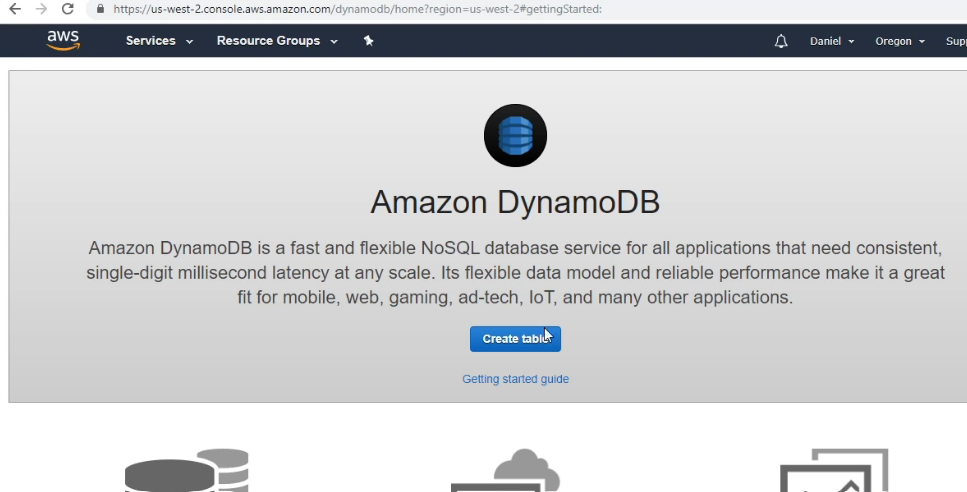 https://us-west-2.console.aws.amazon.com/dynamodb/home?region=us-west-2#gettingStarted:
aws Services Resource Groups Daniel Oregon
Amazon DynamoDB
Amazon DynamoDB is a fast and flexible NoSQL database service for all applications that need consistent,
single-digit millisecond latency at any scale. Its flexible data model and reliable performance make it a great
fit for mobile, web, gaming, ad-tech, IoT, and many other applications.
Create table
Getting started guide